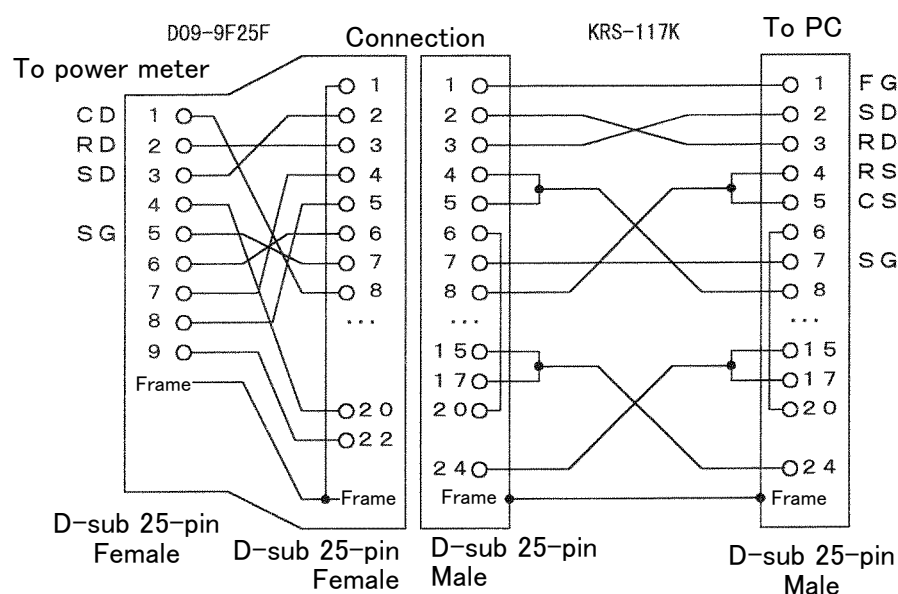 D09-9F25F
Connection
KRS-117K
To PC
To power meter
CD 1
RD 2
SD 3
4
SG 5
6
7
8
9
Frame
1
2
3
4
5
6
7
8
...
20
22
Frame
1
2
3
4
5
6
7
8
...
15
17
20
24
Frame
1 FG
2 SD
3 RD
4 RS
5 CS
6
7 SG
8
...
15
17
20
24
Frame
D-sub 25-pin
Female
D-sub 25-pin
Female
D-sub 25-pin
Male
D-sub 25-pin
Male